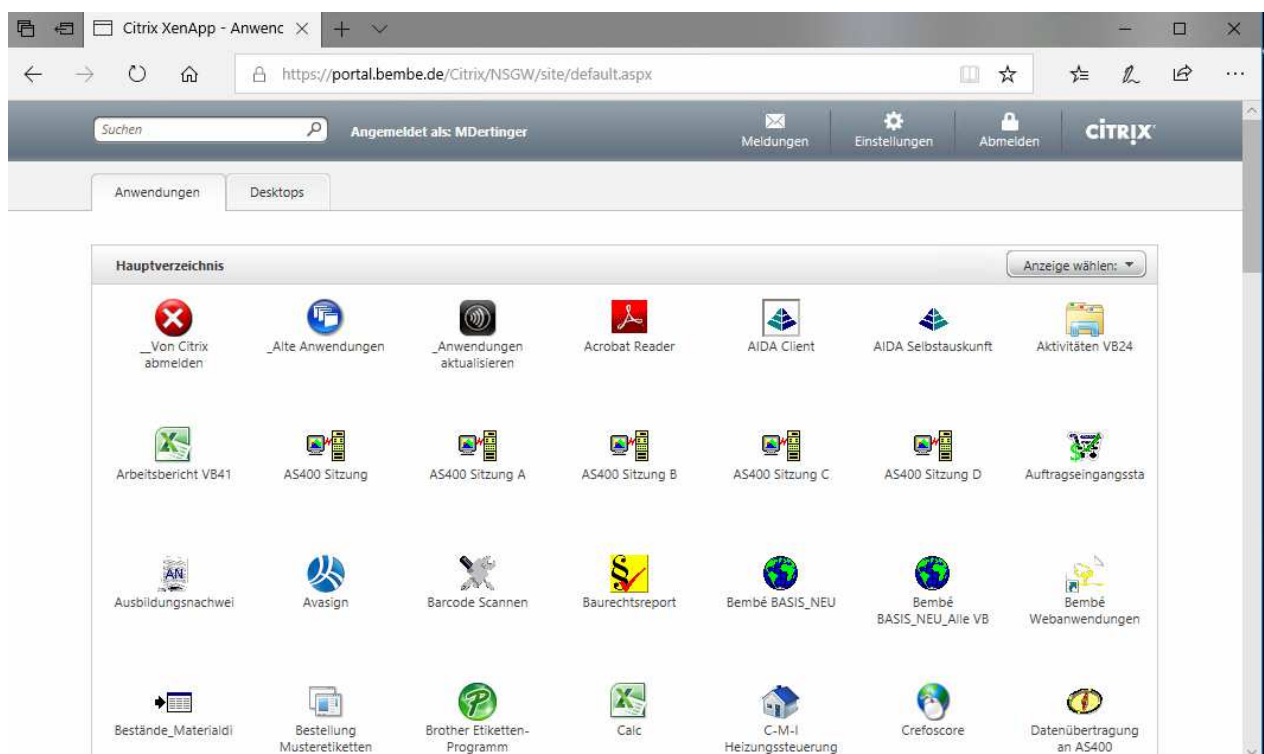 Citrix XenApp - Anwenc
https://portal.bembe.de/Citrix/NSGW/site/default.aspx
Suchen
Angemeldet als: MDertinger
Meldungen
Einstellungen
Abmelden
CITRIX
Anwendungen
Desktops
Hauptverzeichnis
Anzeige wählen:
__Von Citrix
abmelden
_Alte Anwendungen
_Anwendungen
aktualisieren
Acrobat Reader
AIDA Client
AIDA Selbstauskunft
Aktivitäten VB24
Arbeitsbericht VB41
AS400 Sitzung
AS400 Sitzung A
AS400 Sitzung B
AS400 Sitzung C
AS400 Sitzung D
Auftragseingangssta
AN
Ausbildungsnachwei
Avasign
Barcode Scannen
Baurechtsreport
Bembé BASIS_NEU
Bembé
BASIS_NEU_Alle VB
Bembé
Webanwendungen
Bestände_Materialdi
Bestellung
Musteretiketten
Brother Etiketten-
Programm
Calc
C-M-I
Heizungssteuerung
Crefoscore
Datenübertragung
an AS400